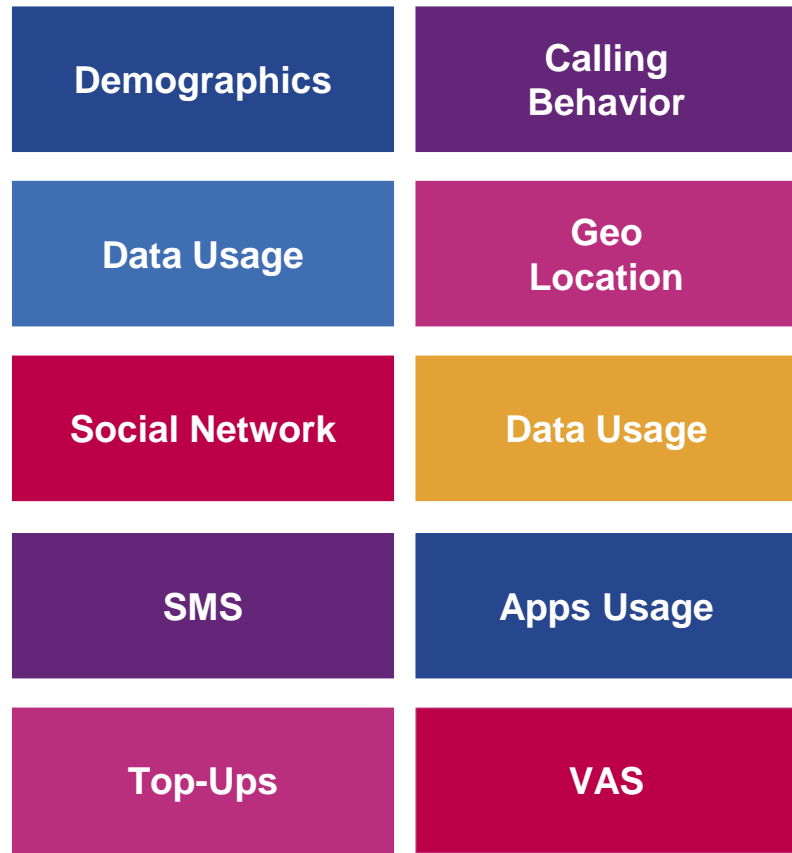 Demographics
Calling
Behavior
Data Usage
Geo
Location
Social Network
Data Usage
SMS
Apps Usage
Top-Ups
VAS